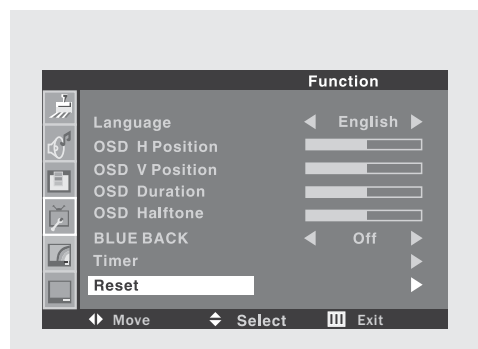 Function
Language English
OSD H Position
OSD V Position
OSD Duration
OSD Halftone
BLUE BACK Off
Timer
Reset
Move Select Exit